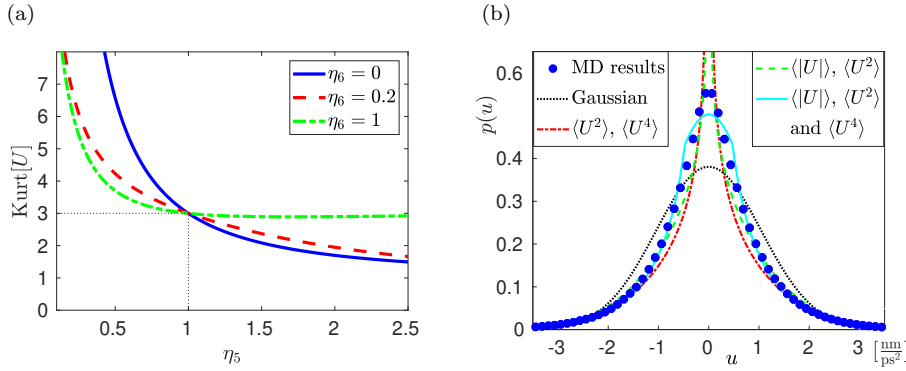 (a)
7
6
5
4
3
2
1
0
Kurt[U]
η₆ = 0
η₆ = 0.2
η₆ = 1
0.5
1
1.5
2
2.5
η₅
(b)
0.6
0.5
0.4
0.3
0.2
0.1
0
p(u)
MD results
Gaussian
⟨U²⟩, ⟨U⁴⟩
⟨|U|⟩, ⟨U²⟩
⟨|U|⟩, ⟨U²⟩
and ⟨U⁴⟩
-3
-2
-1
0
1
2
3
u
[nm/ps²]